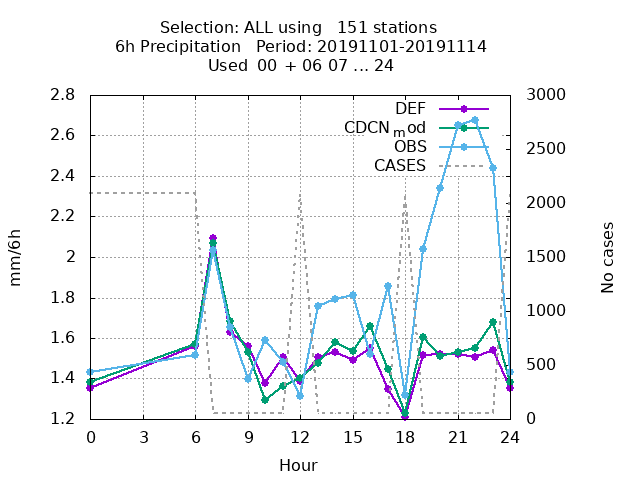 Selection: ALL using   151 stations
6h Precipitation   Period: 20191101-20191114
Used  00 + 06 07 ... 24
2.8
2.6
2.4
2.2
2
1.8
1.6
1.4
1.2
mm/6h
3000
2500
2000
1500
1000
500
0
No cases
DEF
CDCN_mod
OBS
CASES
0 3 6 9 12 15 18 21 24
Hour